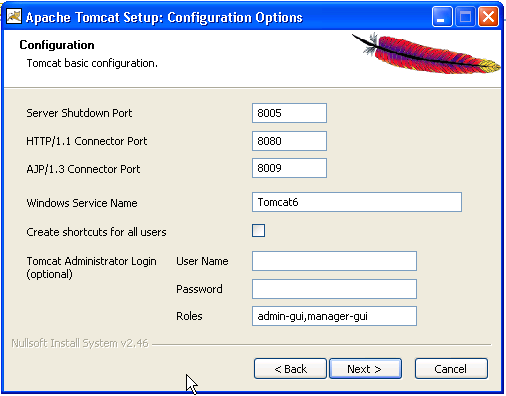 Apache Tomcat Setup: Configuration Options
Configuration
Tomcat basic configuration.
Server Shutdown Port 8005
HTTP/1.1 Connector Port 8080
AJP/1.3 Connector Port 8009
Windows Service Name Tomcat6
Create shortcuts for all users
Tomcat Administrator Login User Name
(optional)
Password
Roles admin-gui,manager-gui
Nullsoft Install System v2.46
< Back Next > Cancel